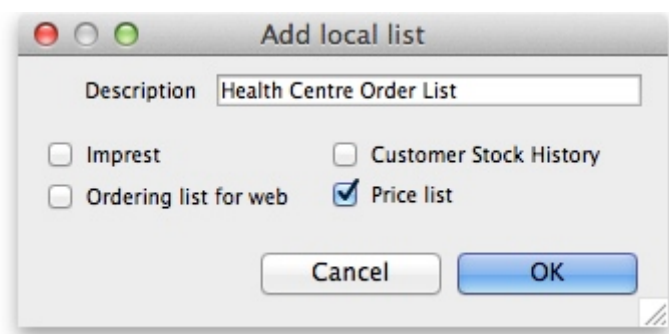 Add local list
Description Health Centre Order List
Imprest Customer Stock History
Ordering list for web Price list
Cancel OK